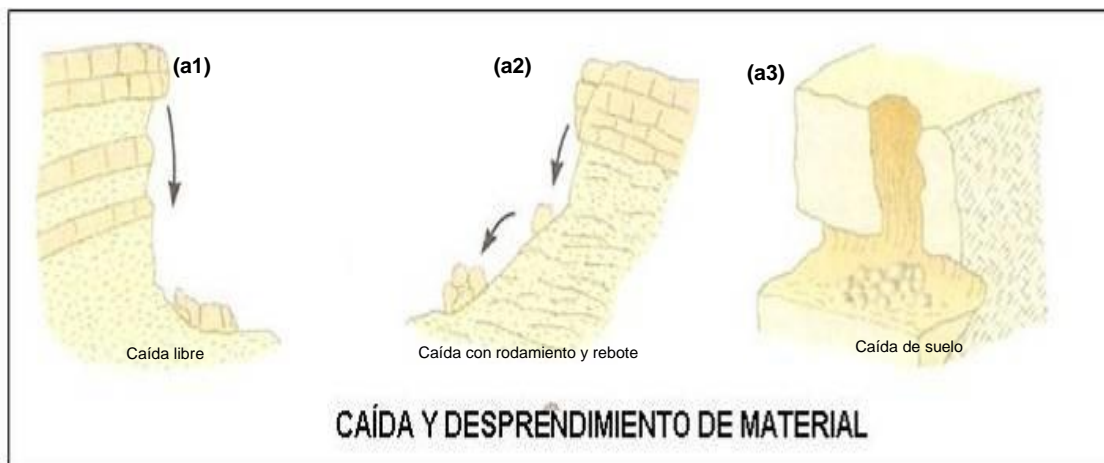 (a1)
(a2)
(a3)
Caída libre
Caída con rodamiento y rebote
Caída de suelo
CAÍDA Y DESPRENDIMIENTO DE MATERIAL